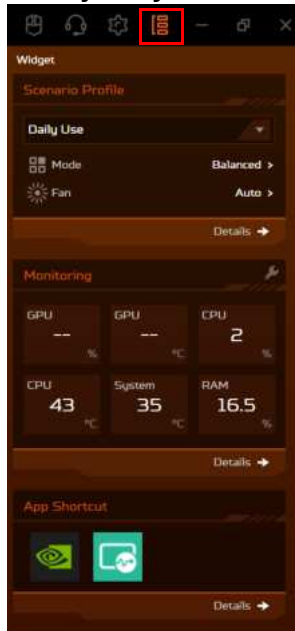 Widget
Scenario Profile
Daily Use
Mode Balanced >
Fan Auto >
Details →
Monitoring
GPU GPU CPU
-- -- 2
% °C %
CPU System RAM
43 35 16.5
°C °C %
Details →
App Shortcut
Details →